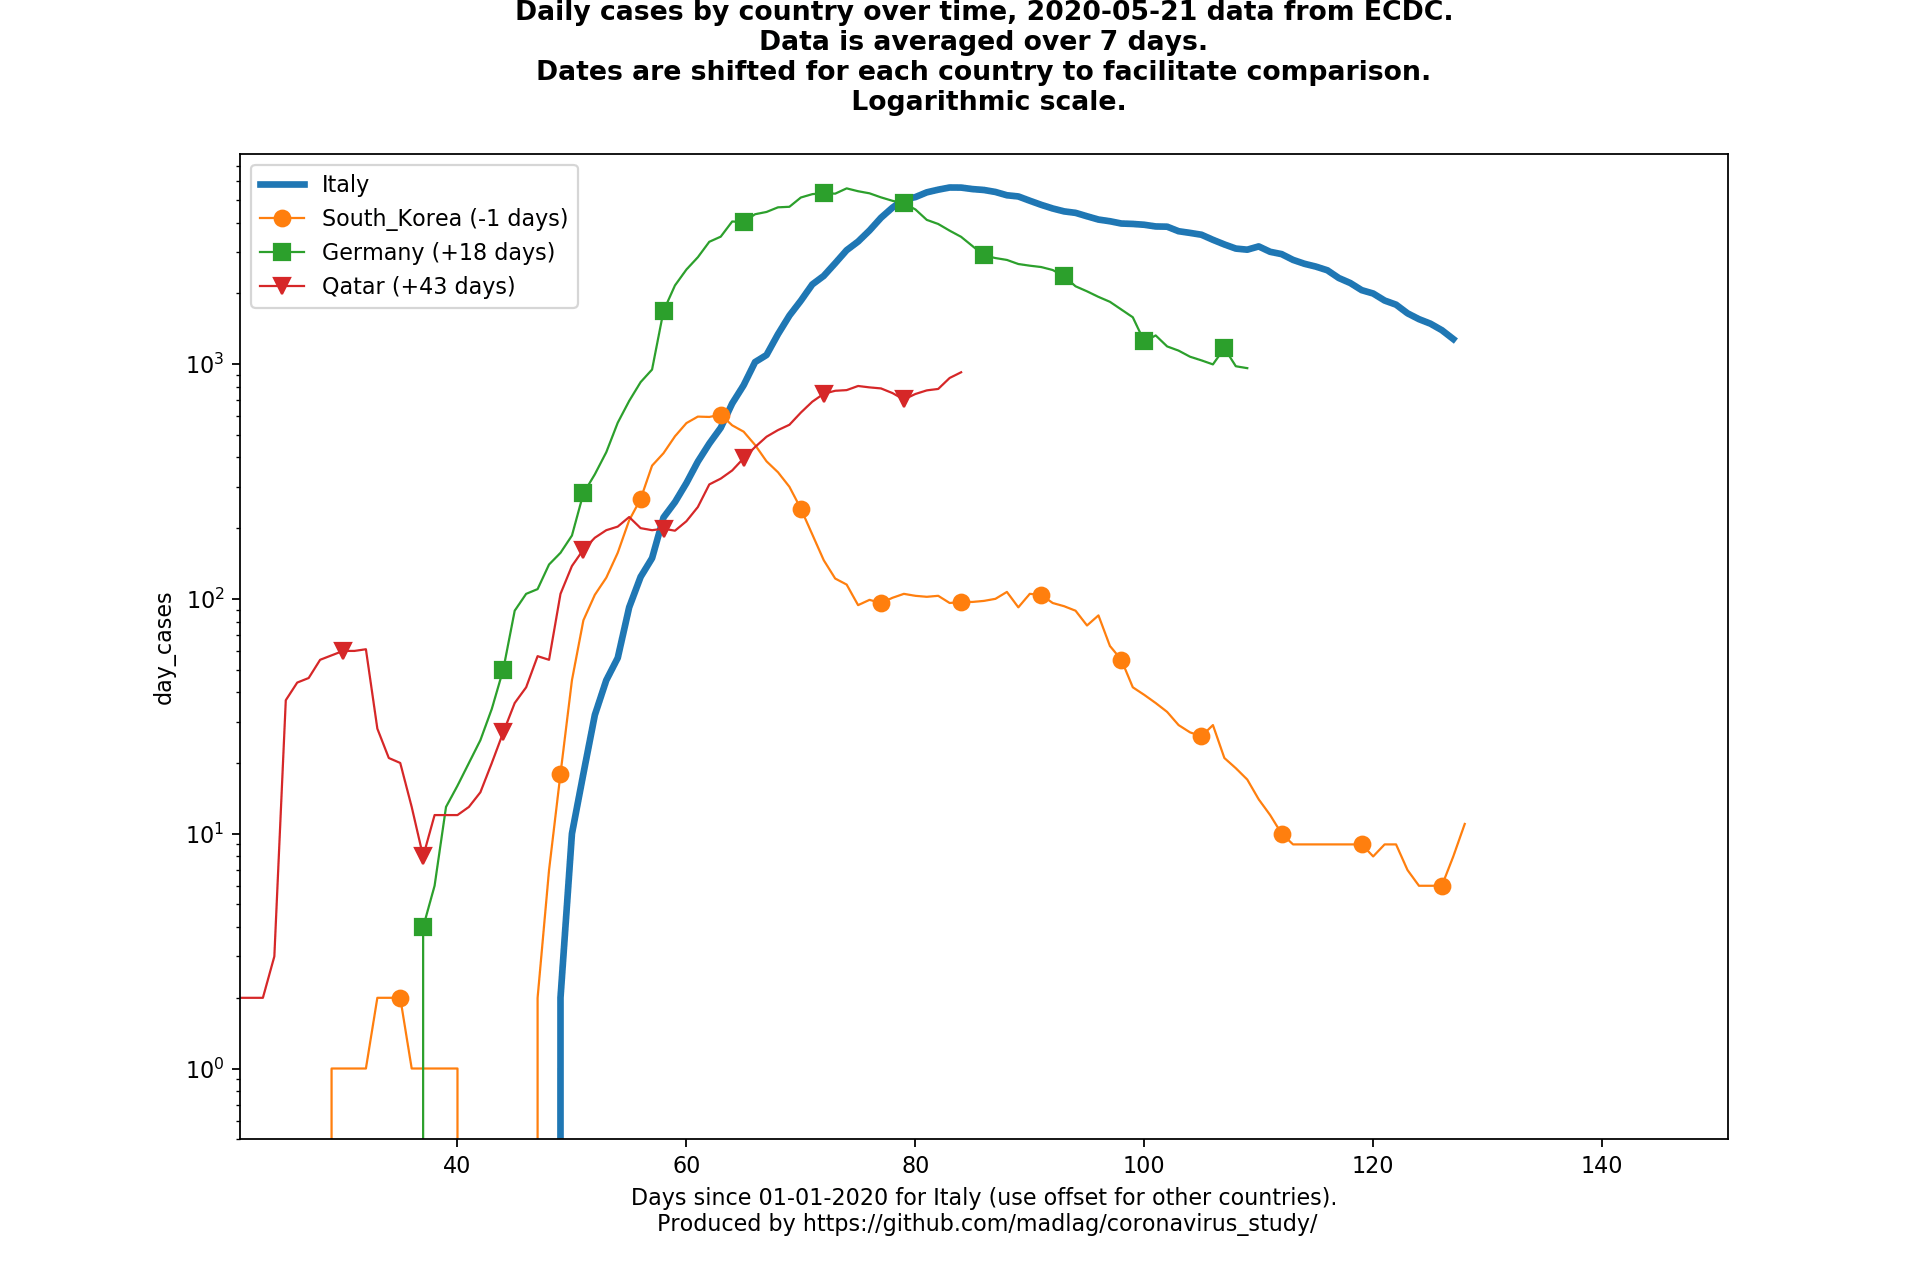 Daily cases by country over time, 2020-05-21 data from ECDC.
Data is averaged over 7 days.
Dates are shifted for each country to facilitate comparison.
Logarithmic scale.
Italy
South_Korea (-1 days)
Germany (+18 days)
Qatar (+43 days)
10³
10²
10¹
10⁰
day_cases
40 60 80 100 120 140
Days since 01-01-2020 for Italy (use offset for other countries).
Produced by https://github.com/madlag/coronavirus_study/